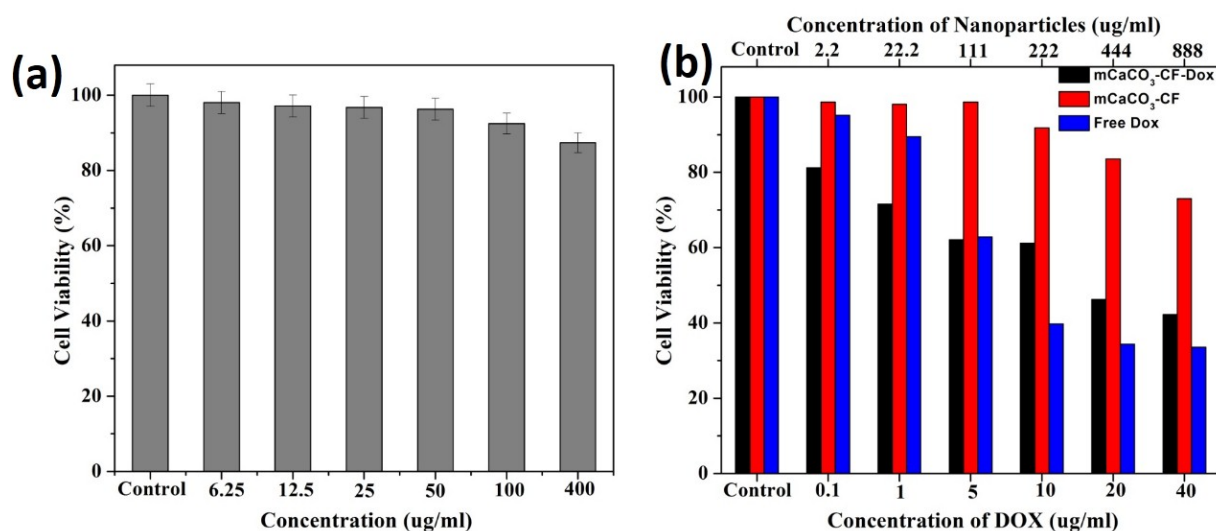 (a)
Cell Viability (%)
100
80
60
40
20
0
Control 6.25 12.5 25 50 100 400
Concentration (ug/ml)
(b)
Concentration of Nanoparticles (ug/ml)
Control 2.2 22.2 111 222 444 888
mCaCO₃-CF-Dox
mCaCO₃-CF
Free Dox
Cell Viability (%)
100
80
60
40
20
0
Control 0.1 1 5 10 20 40
Concentration of DOX (ug/ml)